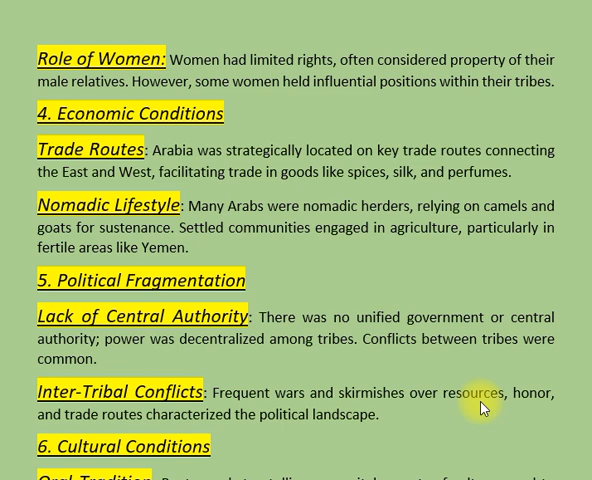 Role of Women: Women had limited rights, often considered property of their
male relatives. However, some women held influential positions within their tribes.
4. Economic Conditions
Trade Routes: Arabia was strategically located on key trade routes connecting
the East and West, facilitating trade in goods like spices, silk, and perfumes.
Nomadic Lifestyle: Many Arabs were nomadic herders, relying on camels and
goats for sustenance. Settled communities engaged in agriculture, particularly in
fertile areas like Yemen.
5. Political Fragmentation
Lack of Central Authority: There was no unified government or central
authority; power was decentralized among tribes. Conflicts between tribes were
common.
Inter-Tribal Conflicts: Frequent wars and skirmishes over resources, honor,
and trade routes characterized the political landscape.
6. Cultural Conditions
Oral Tradition: